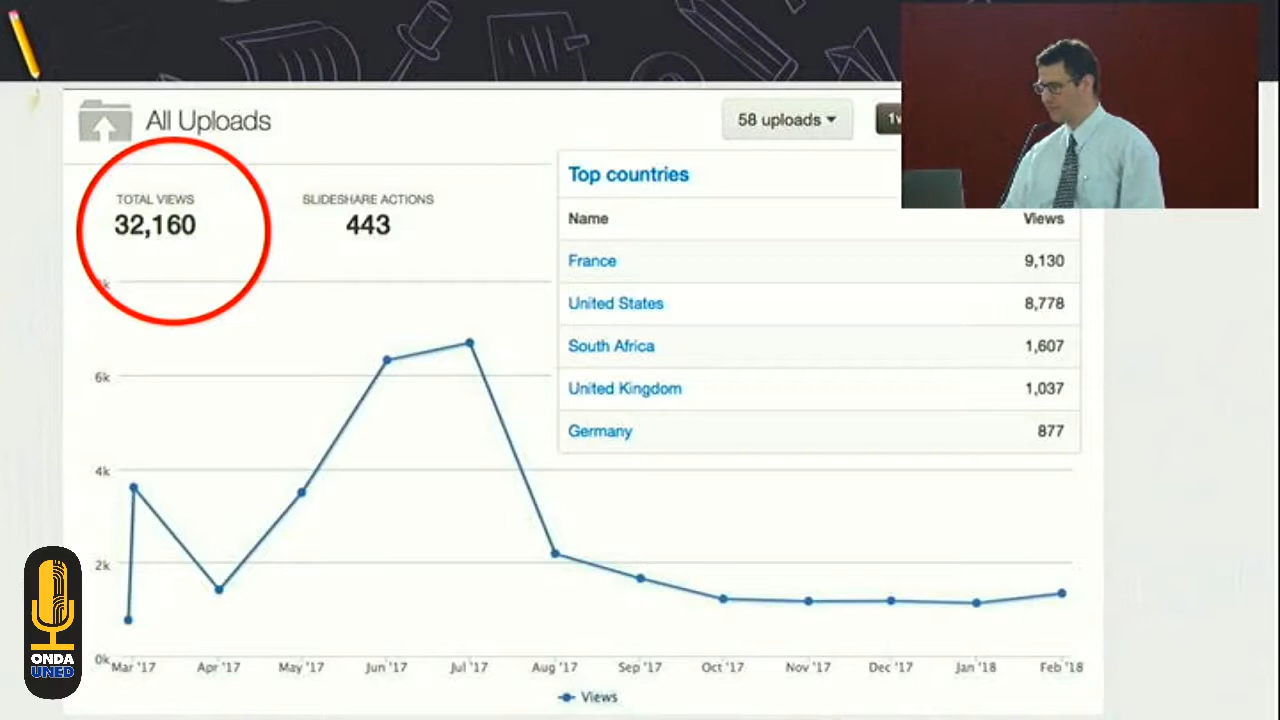 All Uploads
58 uploads
TOTAL VIEWS
32,160
SLIDESHARE ACTIONS
443
Top countries
Name Views
France 9,130
United States 8,778
South Africa 1,607
United Kingdom 1,037
Germany 877
6k
4k
2k
0k
Mar '17 Apr '17 May '17 Jun '17 Jul '17 Aug '17 Sep '17 Oct '17 Nov '17 Dec '17 Jan '18 Feb '18
Views
ONDA
UNED